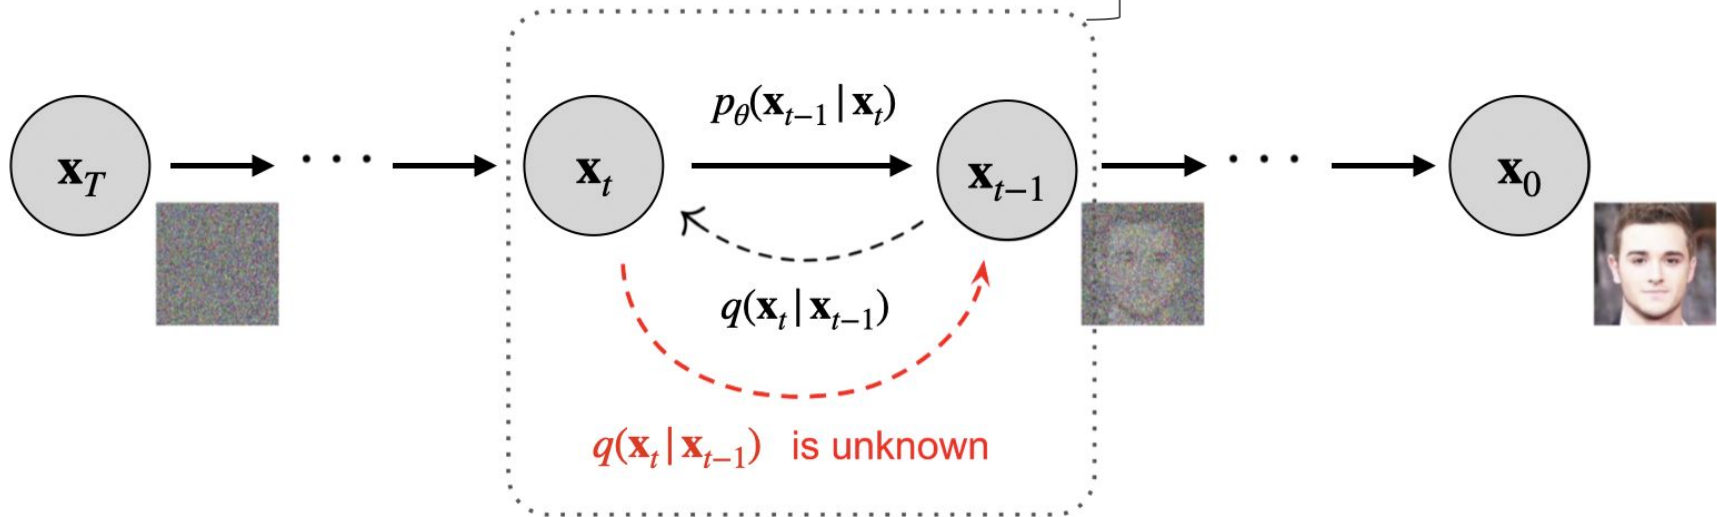 p_θ(x_{t−1} | x_t)
x_T · · · x_t x_{t−1} · · · x_0
q(x_t | x_{t−1})
q(x_t | x_{t−1}) is unknown